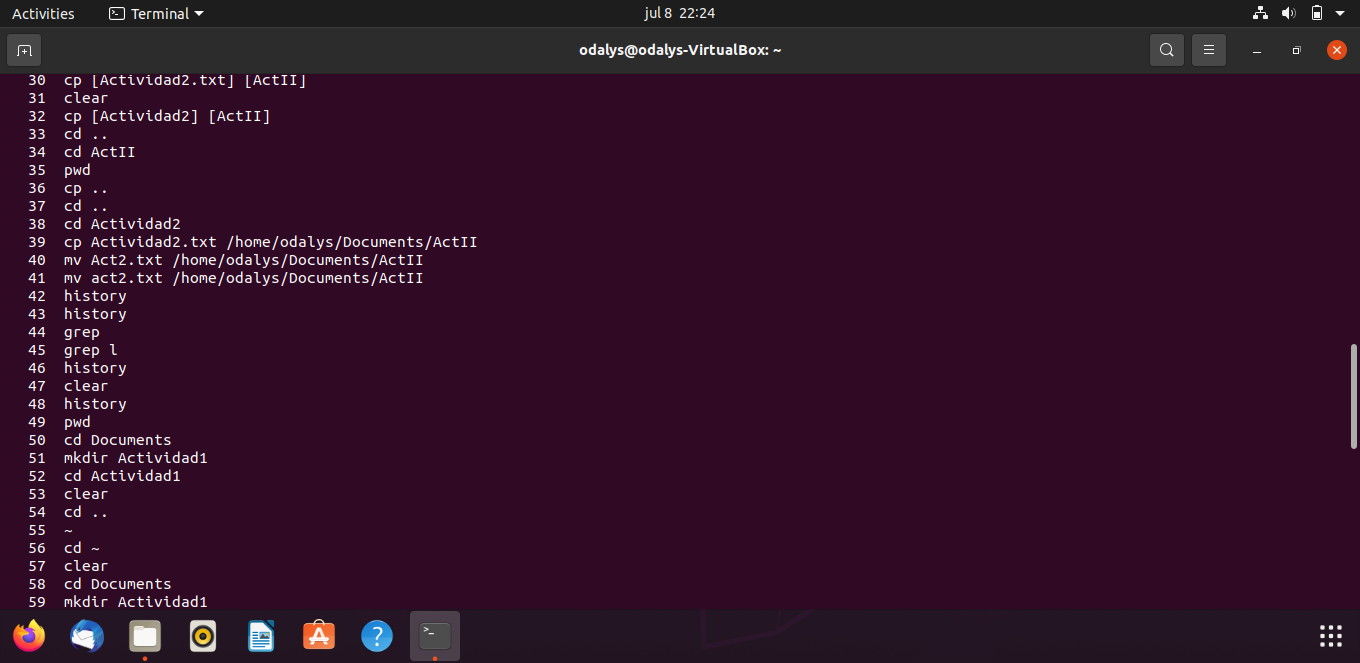 Activities Terminal jul 8 22:24
odalys@odalys-VirtualBox: ~
30 cp [Actividad2.txt] [ActII]
31 clear
32 cp [Actividad2] [ActII]
33 cd ..
34 cd ActII
35 pwd
36 cp ..
37 cd ..
38 cd Actividad2
39 cp Actividad2.txt /home/odalys/Documents/ActII
40 mv Act2.txt /home/odalys/Documents/ActII
41 mv act2.txt /home/odalys/Documents/ActII
42 history
43 history
44 grep
45 grep l
46 history
47 clear
48 history
49 pwd
50 cd Documents
51 mkdir Actividad1
52 cd Actividad1
53 clear
54 cd ..
55 ~
56 cd ~
57 clear
58 cd Documents
59 mkdir Actividad1